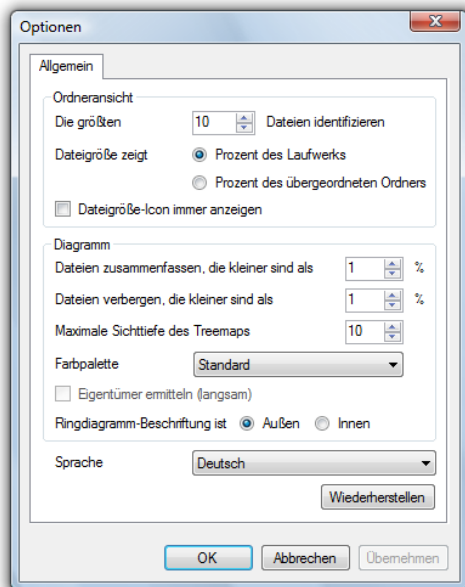 Optionen
Allgemein
Ordneransicht
Die größten 10 Dateien identifizieren
Dateigröße zeigt Prozent des Laufwerks
Prozent des übergeordneten Ordners
Dateigröße-Icon immer anzeigen
Diagramm
Dateien zusammenfassen, die kleiner sind als 1 %
Dateien verbergen, die kleiner sind als 1 %
Maximale Sichttiefe des Treemaps 10
Farbpalette Standard
Eigentümer ermitteln (langsam)
Ringdiagramm-Beschriftung ist Außen Innen
Sprache Deutsch
Wiederherstellen
OK Abbrechen Übernehmen